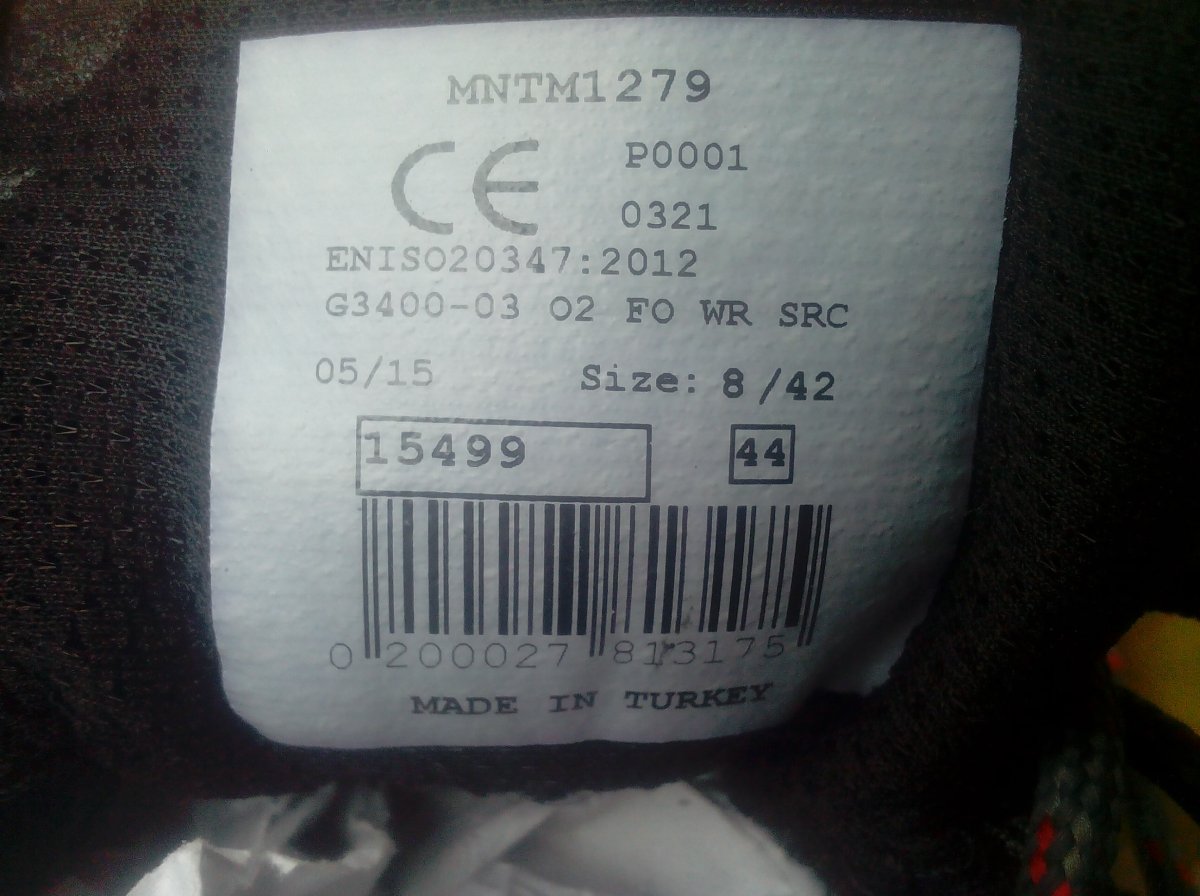 MNTM1279
CE P0001
0321
ENISO20347:2012
G3400-03 O2 FO WR SRC
05/15 Size: 8/42
15499 44
0 200027 813175
MADE IN TURKEY